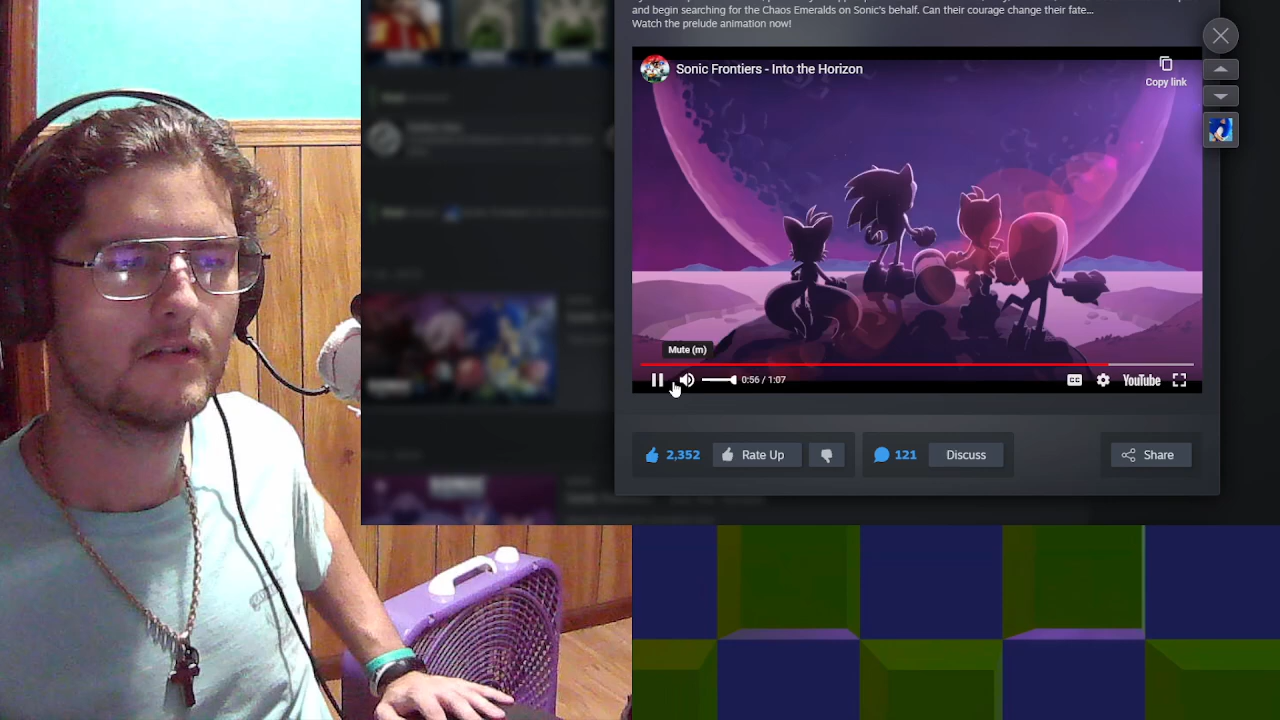 and begin searching for the Chaos Emeralds on Sonic's behalf. Can their courage change their fate...
Watch the prelude animation now!
Sonic Frontiers - Into the Horizon
Copy link
Mute (m)
0:56 / 1:07
CC
YouTube
2,352
Rate Up
121
Discuss
Share